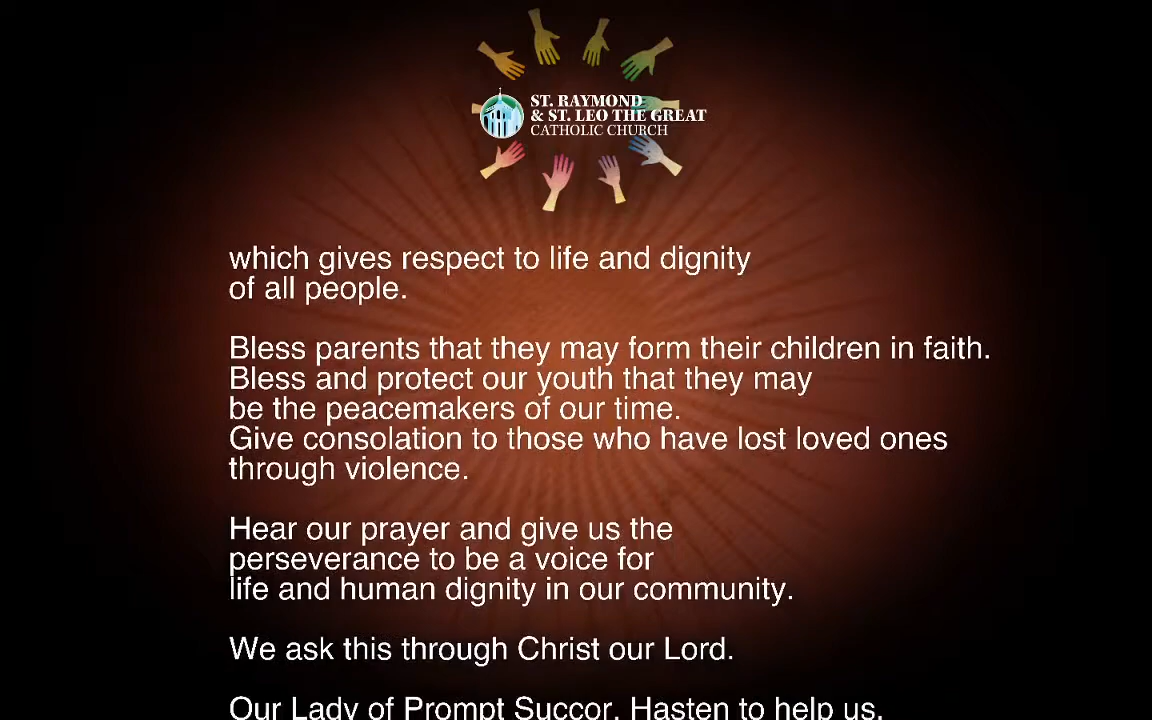 ST. RAYMOND
& ST. LEO THE GREAT
CATHOLIC CHURCH
which gives respect to life and dignity
of all people.
Bless parents that they may form their children in faith.
Bless and protect our youth that they may
be the peacemakers of our time.
Give consolation to those who have lost loved ones
through violence.
Hear our prayer and give us the
perseverance to be a voice for
life and human dignity in our community.
We ask this through Christ our Lord.
Our Lady of Prompt Succor, Hasten to help us.